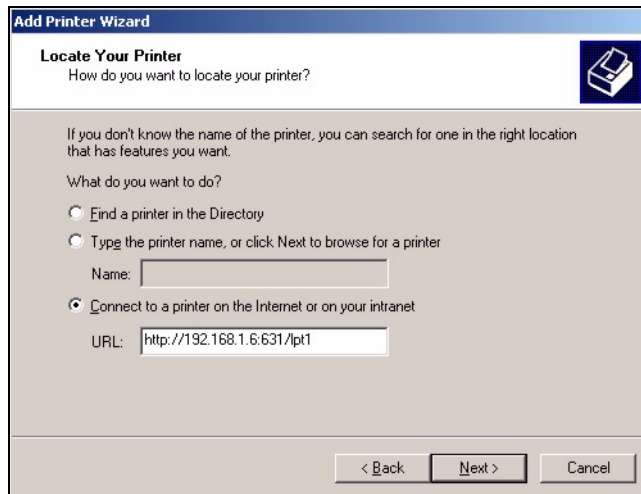 Add Printer Wizard
Locate Your Printer
How do you want to locate your printer?
If you don't know the name of the printer, you can search for one in the right location
that has features you want.
What do you want to do?
Find a printer in the Directory
Type the printer name, or click Next to browse for a printer
Name:
Connect to a printer on the Internet or on your intranet
URL: http://192.168.1.6:631/lpt1
< Back Next > Cancel